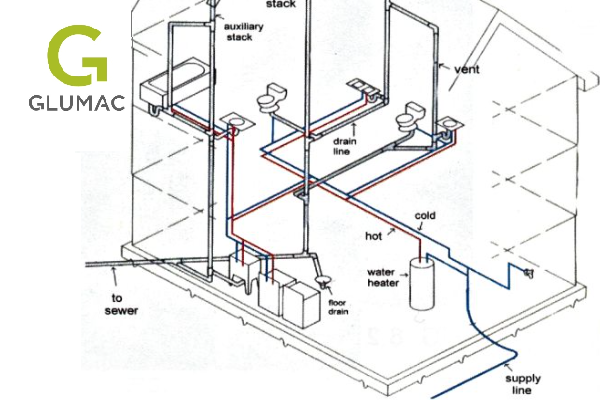 stack
auxiliary
stack
GLUMAC
vent
drain
line
cold
hot
water
heater
to
sewer
floor
drain
supply
line